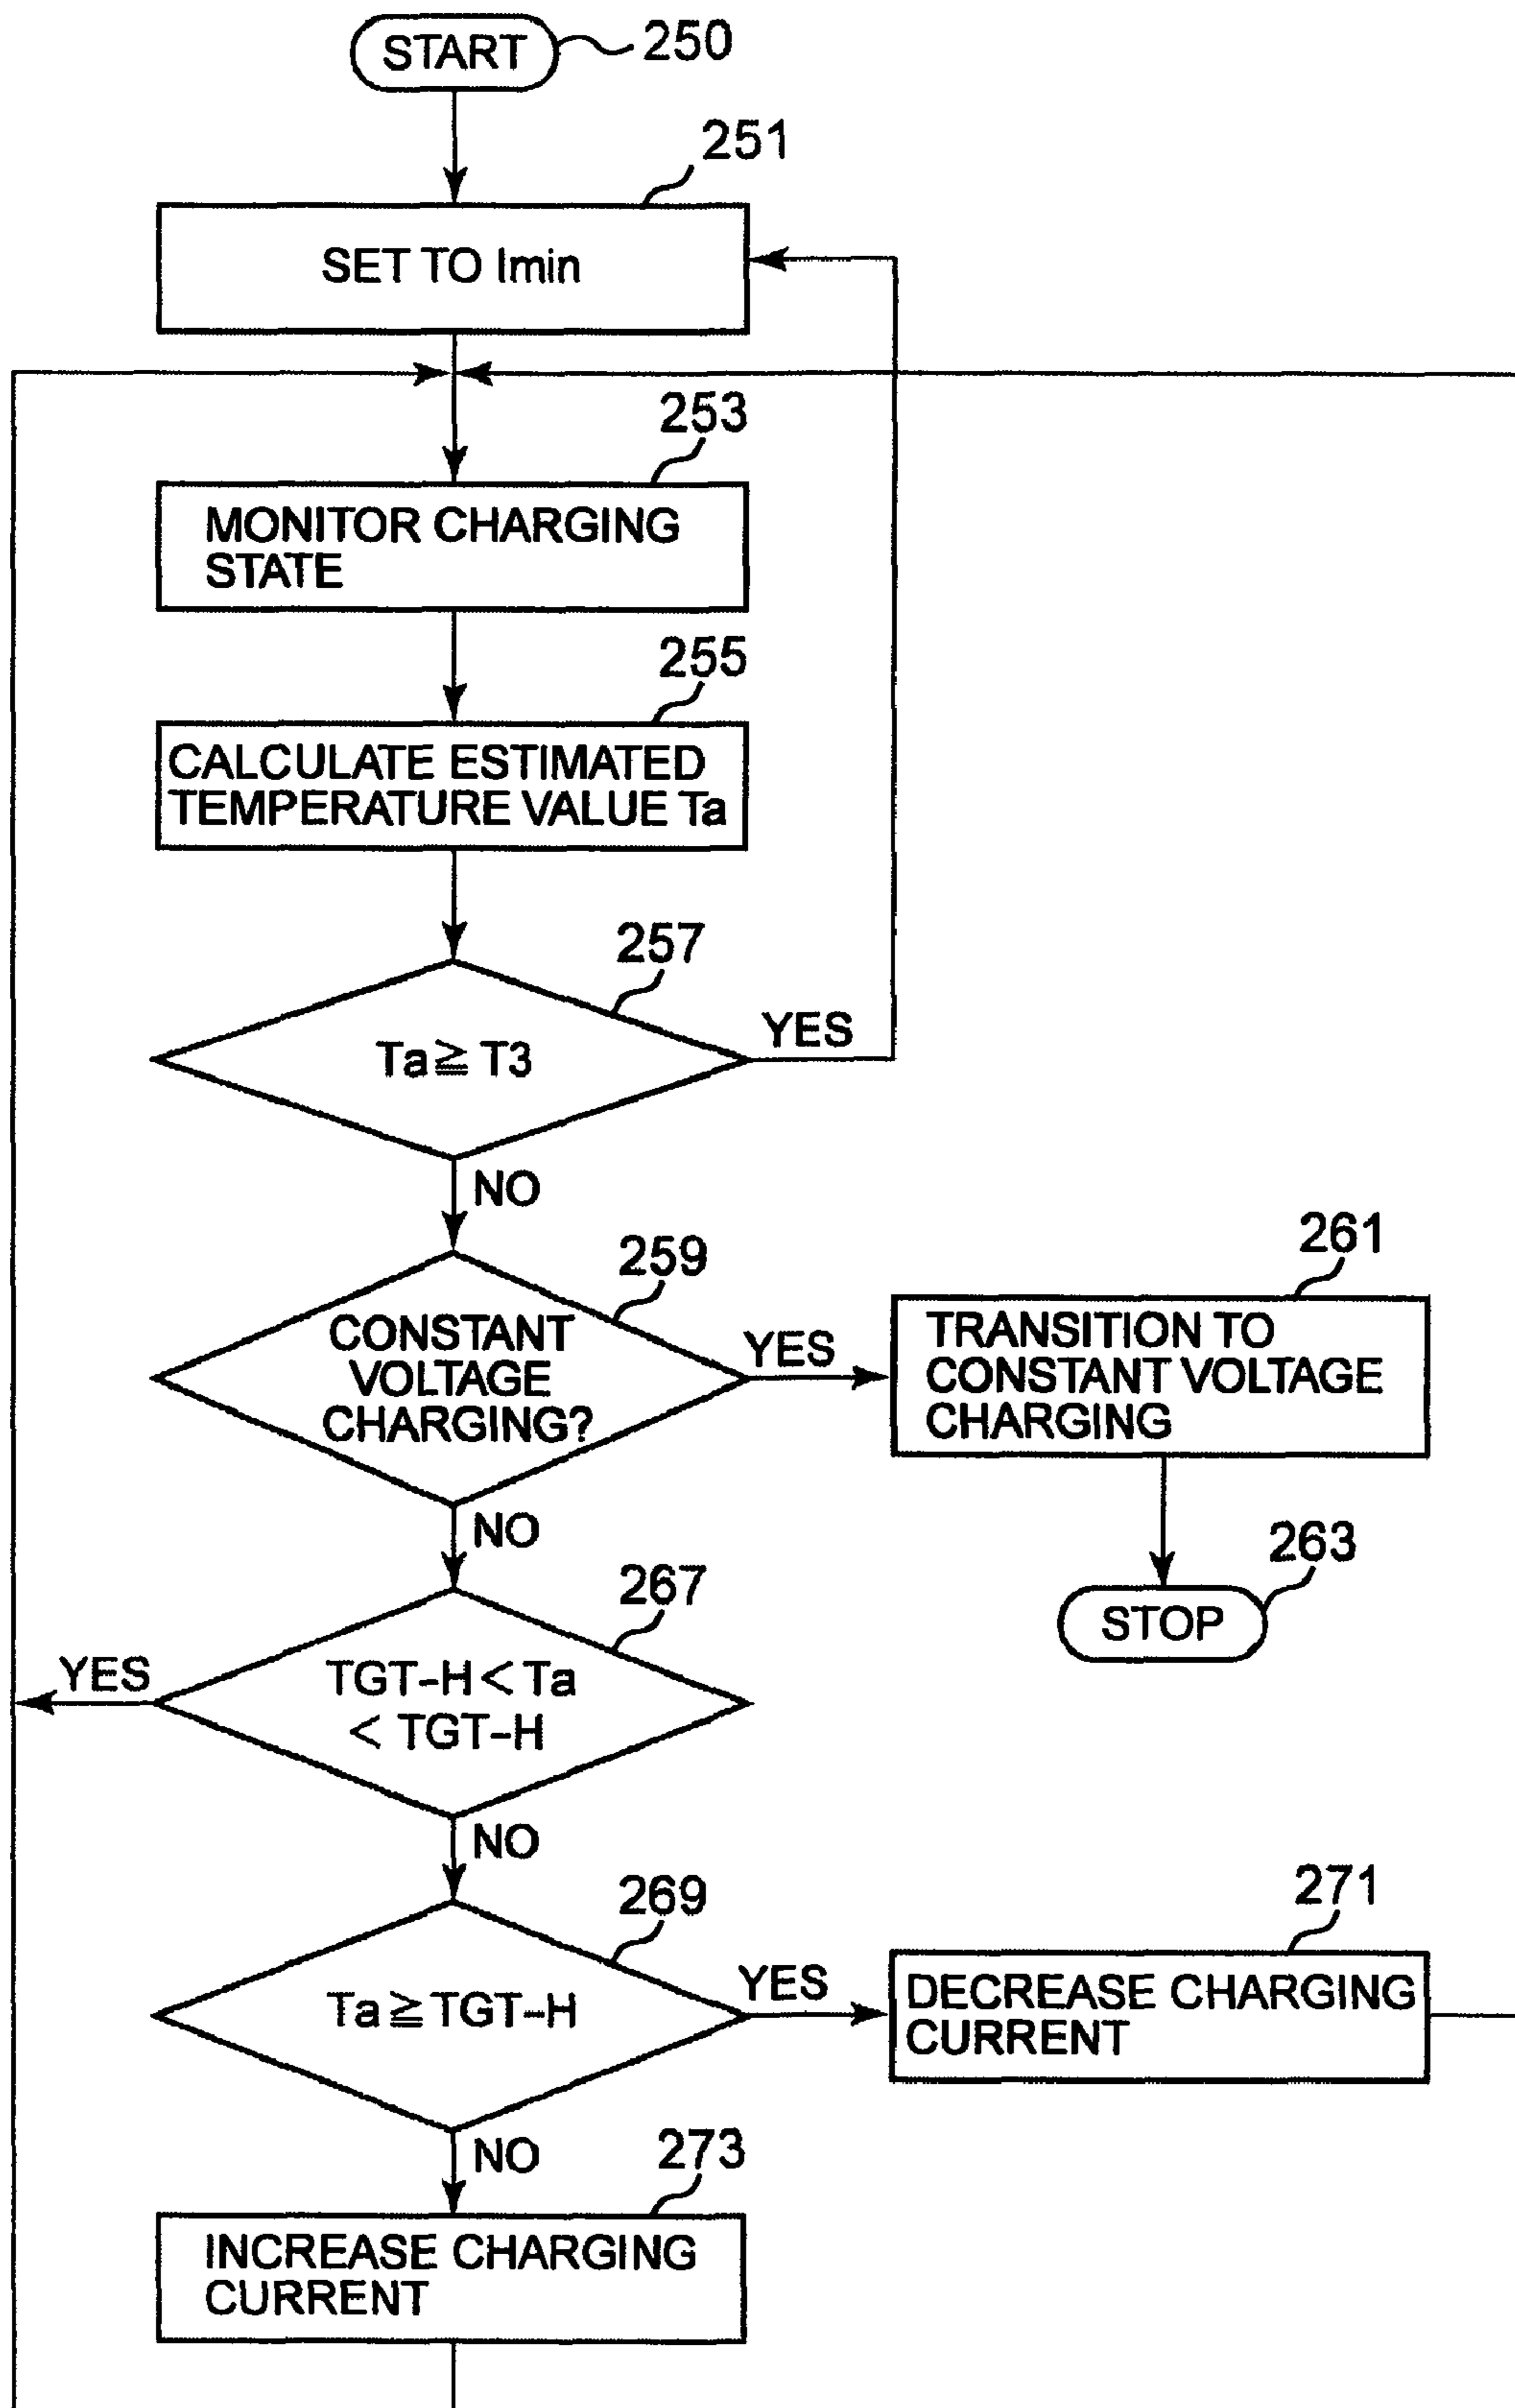 START
250
251
SET TO Imin
253
MONITOR CHARGING
STATE
255
CALCULATE ESTIMATED
TEMPERATURE VALUE Ta
257
Ta≧T3
YES
NO
259
CONSTANT
VOLTAGE
CHARGING?
YES
261
TRANSITION TO
CONSTANT VOLTAGE
CHARGING
NO
263
STOP
267
YES
TGT-H<Ta
<TGT-H
NO
269
Ta≧TGT-H
YES
271
DECREASE CHARGING
CURRENT
NO
273
INCREASE CHARGING
CURRENT